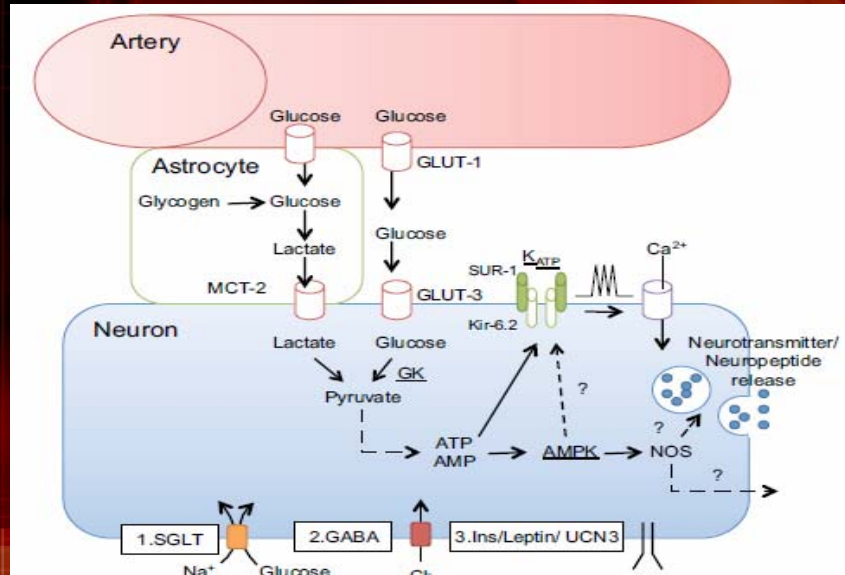 Artery
Glucose Glucose
GLUT-1
Astrocyte
Glycogen Glucose
Glucose
Lactate
MCT-2
GLUT-3
SUR-1
K ATP
Kir-6.2
Ca²⁺
Neuron
Lactate Glucose
GK
Pyruvate
Neurotransmitter/
Neuropeptide
release
?
ATP
AMP
AMPK
?
NOS
?
1.SGLT
2.GABA
3.Ins/Leptin/ UCN3
Na⁺ Glucose